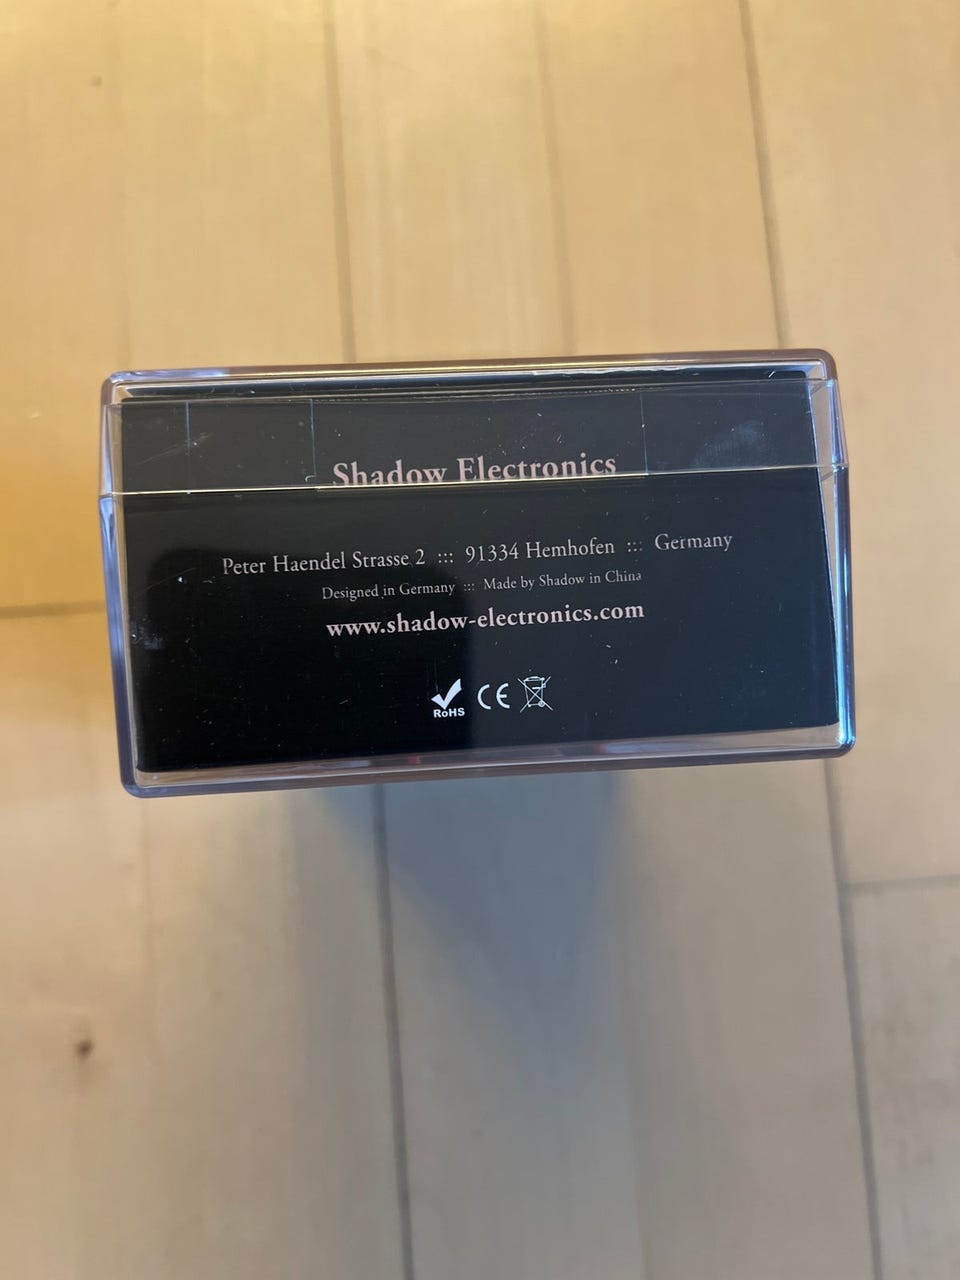 Shadow Electronics
Peter Haendel Strasse 2 ::: 91334 Hemhofen ::: Germany
Designed in Germany ::: Made by Shadow in China
www.shadow-electronics.com
RoHS CE